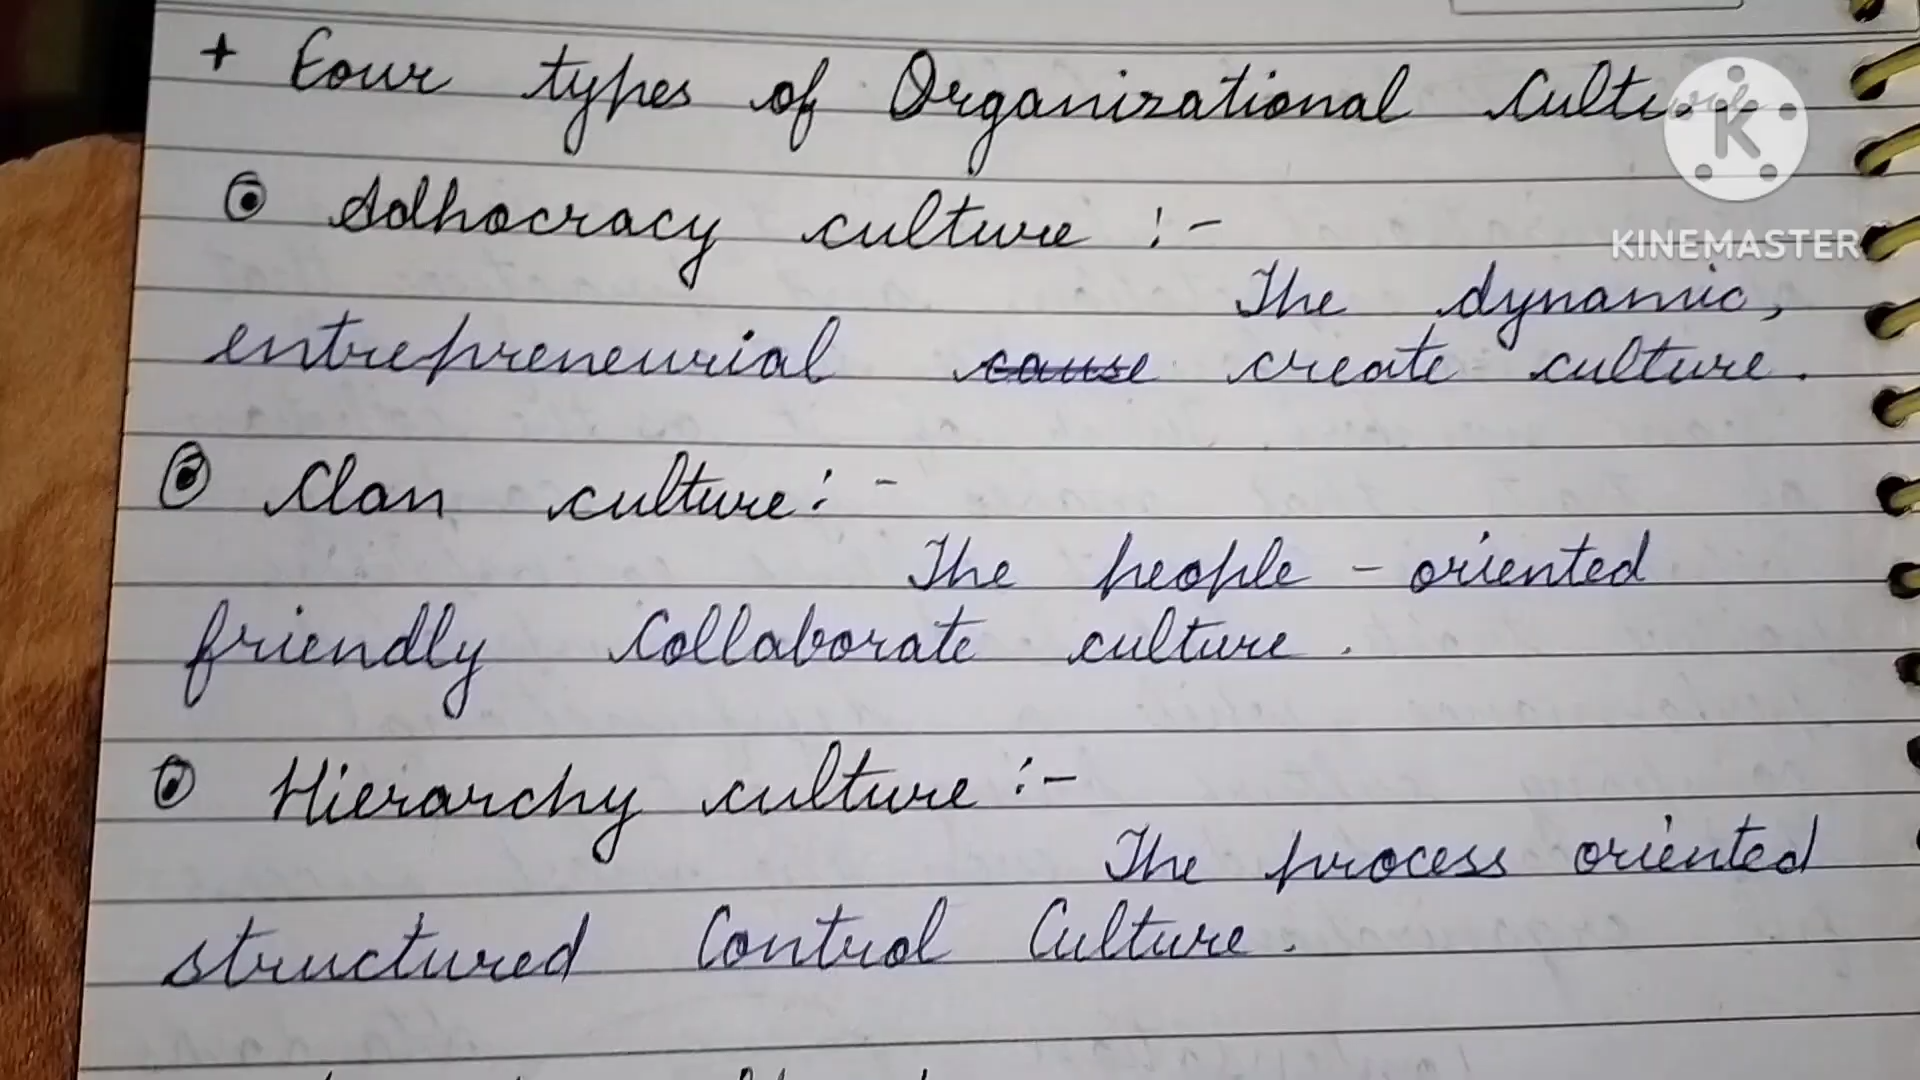 + Four types of Organizational Culture
Adhocracy culture :-
The dynamic,
entrepreneurial cause create culture.
Clan culture :-
The people - oriented
friendly Collaborate culture.
Hierarchy culture :-
The process oriented
structured Control Culture.
K
KINEMASTER